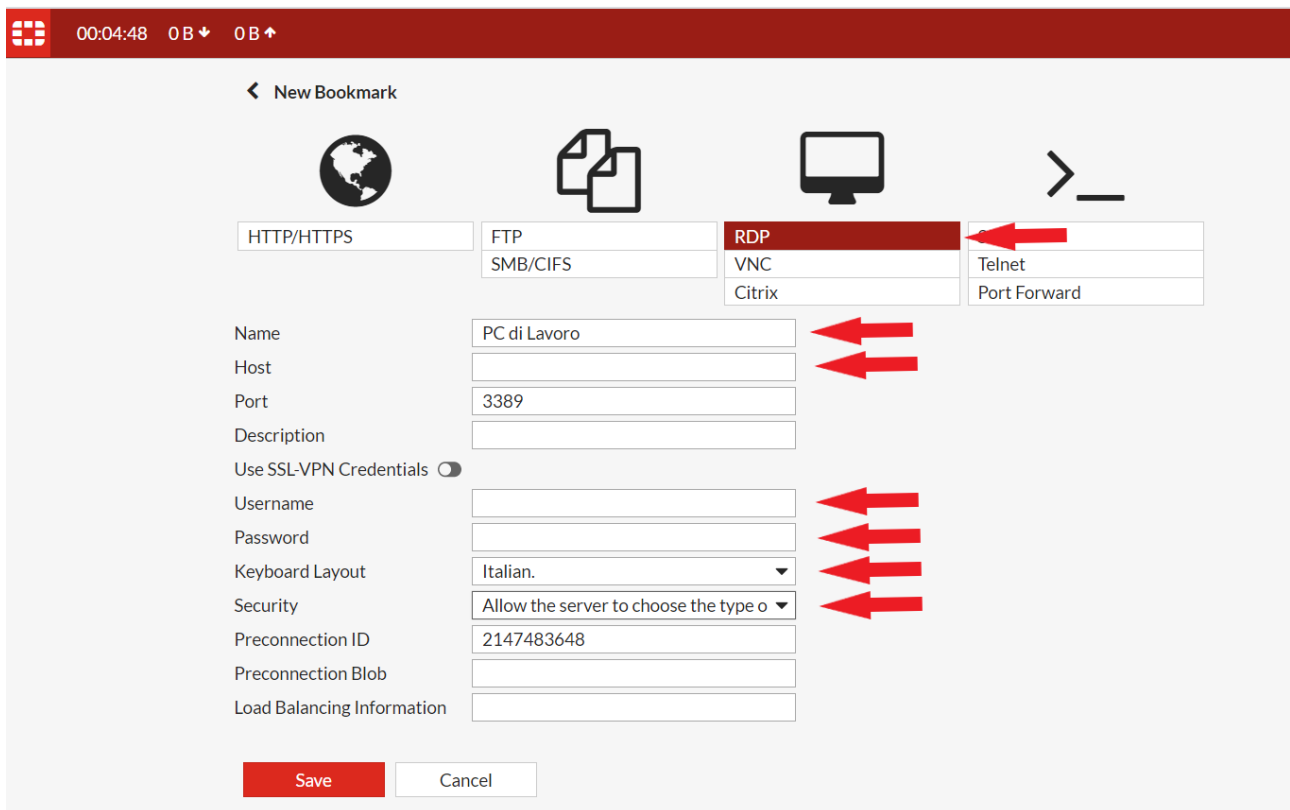 00:04:48 0 B 0 B
New Bookmark
HTTP/HTTPS
FTP
RDP
SMB/CIFS
VNC
Telnet
Citrix
Port Forward
Name PC di Lavoro
Host
Port 3389
Description
Use SSL-VPN Credentials
Username
Password
Keyboard Layout Italian.
Security Allow the server to choose the type o
Preconnection ID 2147483648
Preconnection Blob
Load Balancing Information
Save Cancel